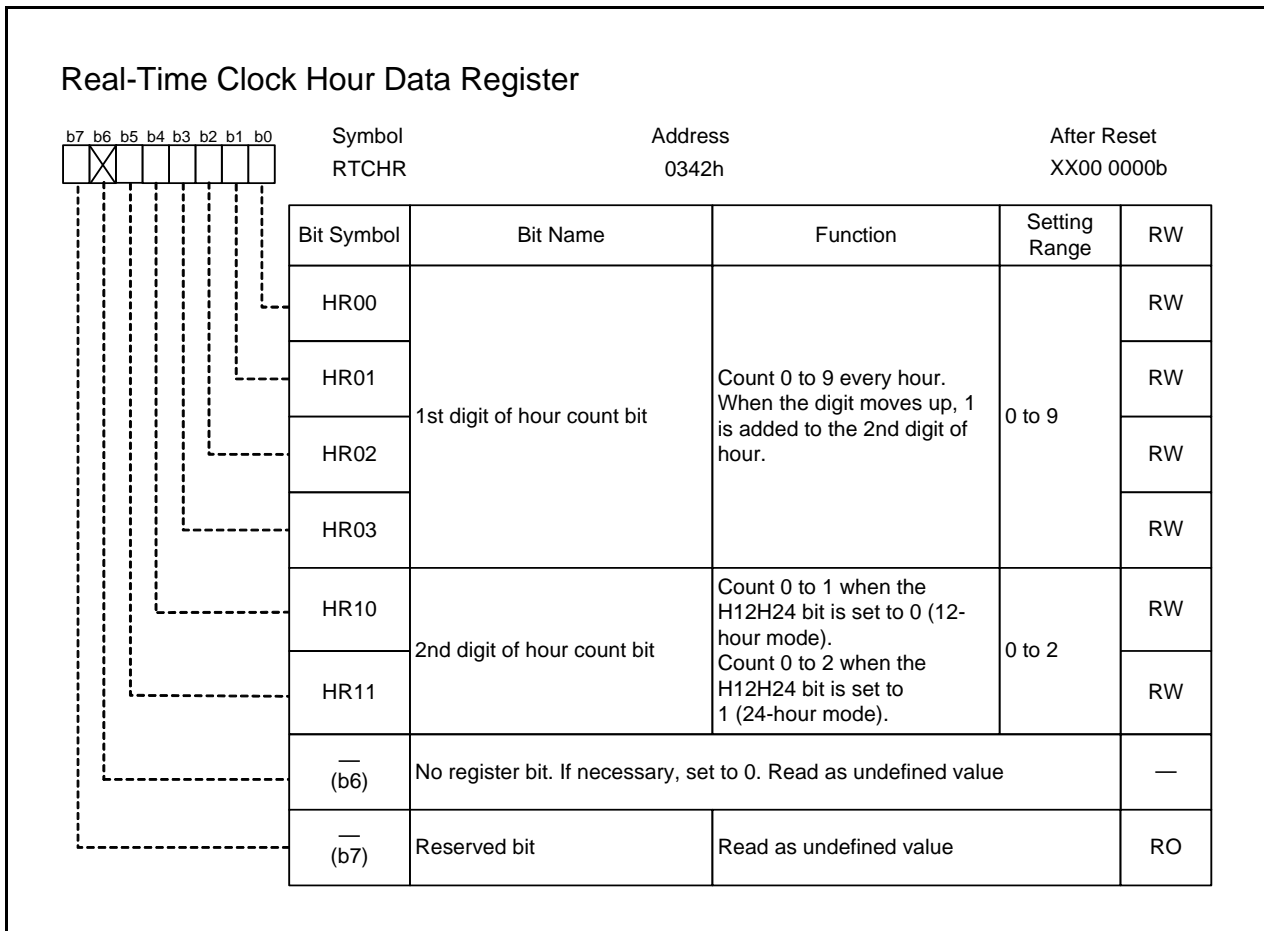 Real-Time Clock Hour Data Register
b7 b6 b5 b4 b3 b2 b1 b0
Symbol Address After Reset
RTCHR 0342h XX00 0000b
Bit Symbol Bit Name Function Setting Range RW
HR00 RW
HR01 RW
HR02 RW
HR03 RW
1st digit of hour count bit
Count 0 to 9 every hour.
When the digit moves up, 1
is added to the 2nd digit of
hour.
0 to 9
HR10 RW
HR11 RW
2nd digit of hour count bit
Count 0 to 1 when the
H12H24 bit is set to 0 (12-
hour mode).
Count 0 to 2 when the
H12H24 bit is set to
1 (24-hour mode).
0 to 2
—
(b6)
No register bit. If necessary, set to 0. Read as undefined value —
—
(b7)
Reserved bit Read as undefined value RO